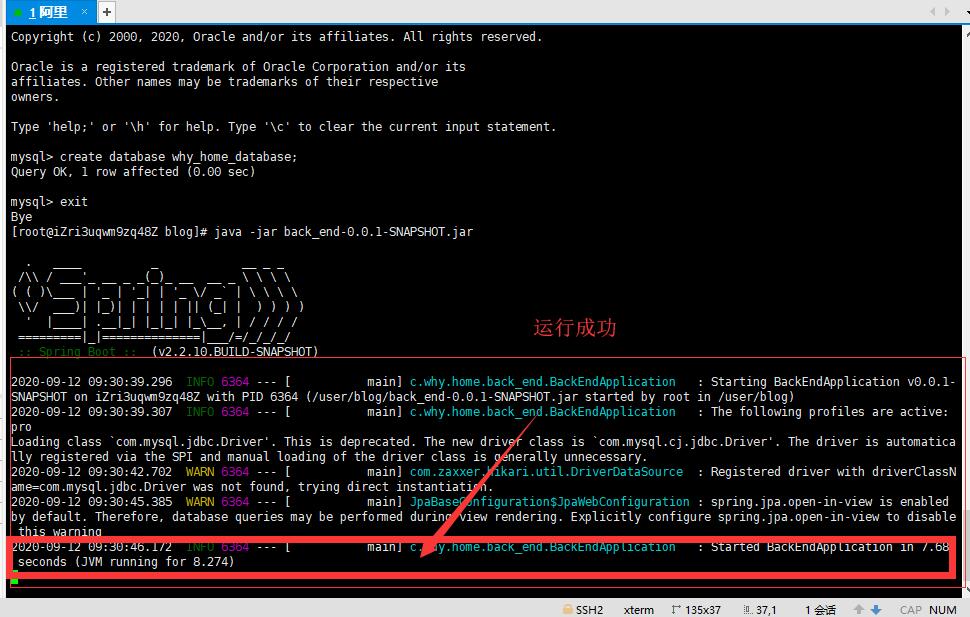 1 阿里 × +
Copyright (c) 2000, 2020, Oracle and/or its affiliates. All rights reserved.
Oracle is a registered trademark of Oracle Corporation and/or its
affiliates. Other names may be trademarks of their respective
owners.
Type 'help;' or '\h' for help. Type '\c' to clear the current input statement.
mysql> create database why_home_database;
Query OK, 1 row affected (0.00 sec)
mysql> exit
Bye
[root@iZri3uqwm9zq48Z blog]# java -jar back_end-0.0.1-SNAPSHOT.jar
运行成功
:: Spring Boot :: (v2.2.10.BUILD-SNAPSHOT)
2020-09-12 09:30:39.296 INFO 6364 --- [ main] c.why.home.back_end.BackEndApplication : Starting BackEndApplication v0.0.1-
SNAPSHOT on iZri3uqwm9zq48Z with PID 6364 (/user/blog/back_end-0.0.1-SNAPSHOT.jar started by root in /user/blog)
2020-09-12 09:30:39.307 INFO 6364 --- [ main] c.why.home.back_end.BackEndApplication : The following profiles are active:
pro
Loading class `com.mysql.jdbc.Driver'. This is deprecated. The new driver class is `com.mysql.cj.jdbc.Driver'. The driver is automatica
lly registered via the SPI and manual loading of the driver class is generally unnecessary.
2020-09-12 09:30:42.702 WARN 6364 --- [ main] com.zaxxer.hikari.util.DriverDataSource : Registered driver with driverClassN
ame=com.mysql.jdbc.Driver was not found, trying direct instantiation.
2020-09-12 09:30:45.385 WARN 6364 --- [ main] JpaBaseConfiguration$JpaWebConfiguration : spring.jpa.open-in-view is enabled
by default. Therefore, database queries may be performed during view rendering. Explicitly configure spring.jpa.open-in-view to disable
this warning
2020-09-12 09:30:46.172 INFO 6364 --- [ main] c.why.home.back_end.BackEndApplication : Started BackEndApplication in 7.68
seconds (JVM running for 8.274)
SSH2 xterm 135x37 37,1 1 会话 CAP NUM